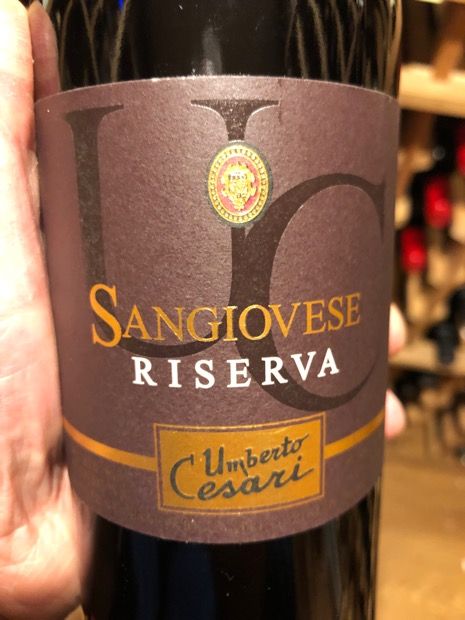 UC
SANGIOVESE
RISERVA
Umberto
Cesari